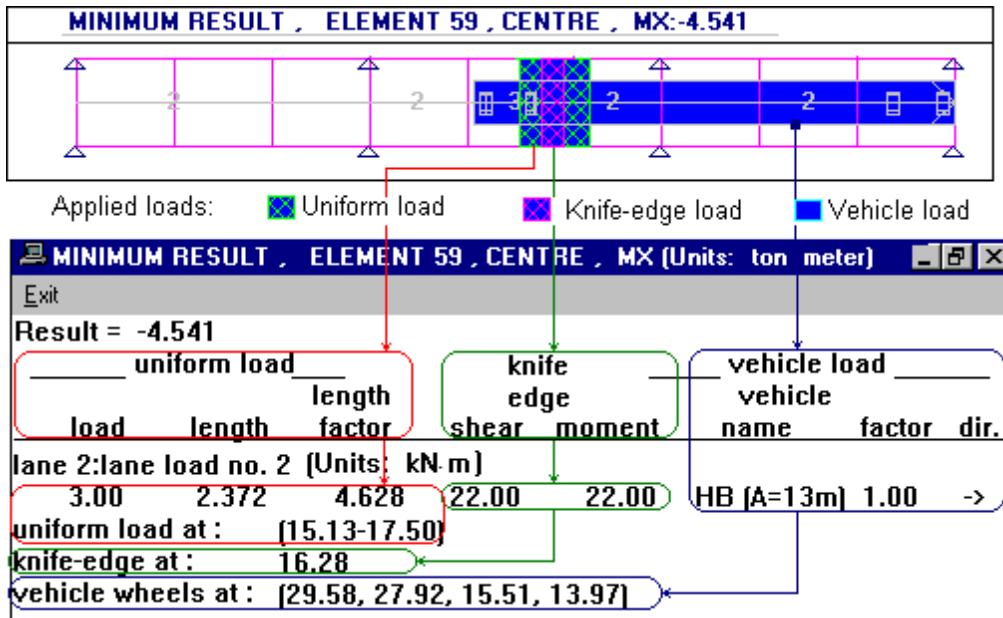 MINIMUM RESULT , ELEMENT 59 , CENTRE , MX:-4.541
2 2 3 2 2
Applied loads: Uniform load Knife-edge load Vehicle load
MINIMUM RESULT , ELEMENT 59 , CENTRE , MX (Units: ton meter)
Exit
Result = -4.541
uniform load knife vehicle load
length edge vehicle
load length factor shear moment name factor dir.
lane 2:lane load no. 2 (Units: kN-m)
3.00 2.372 4.628 22.00 22.00 HB (A=13m) 1.00 ->
uniform load at : (15.13-17.50)
knife-edge at : 16.28
vehicle wheels at : (29.58, 27.92, 15.51, 13.97)